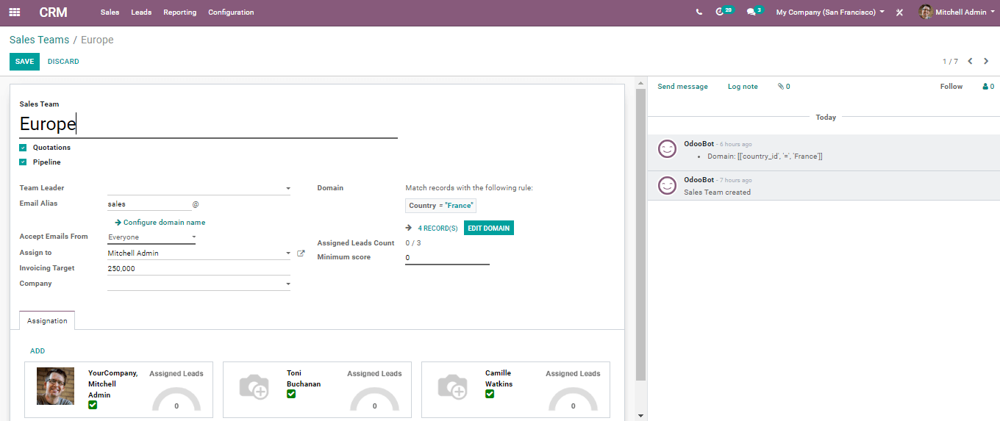 CRM Sales Leads Reporting Configuration 20 3 My Company (San Francisco) Mitchell Admin
Sales Teams / Europe
SAVE DISCARD 1 / 7
Send message Log note 0 Follow 0
Today
OdooBot - 6 hours ago
• Domain: [['country_id', '=', 'France']]
OdooBot - 7 hours ago
Sales Team created
Sales Team
Europe
Quotations
Pipeline
Team Leader
Email Alias sales @
Configure domain name
Accept Emails From Everyone
Assign to Mitchell Admin
Invoicing Target 250,000
Company
Domain Match records with the following rule:
Country = "France"
4 RECORD(S) EDIT DOMAIN
Assigned Leads Count 0 / 3
Minimum score 0
Assignation
ADD
YourCompany,
Mitchell
Admin
Assigned Leads
0
Toni
Buchanan
Assigned Leads
0
Camille
Watkins
Assigned Leads
0